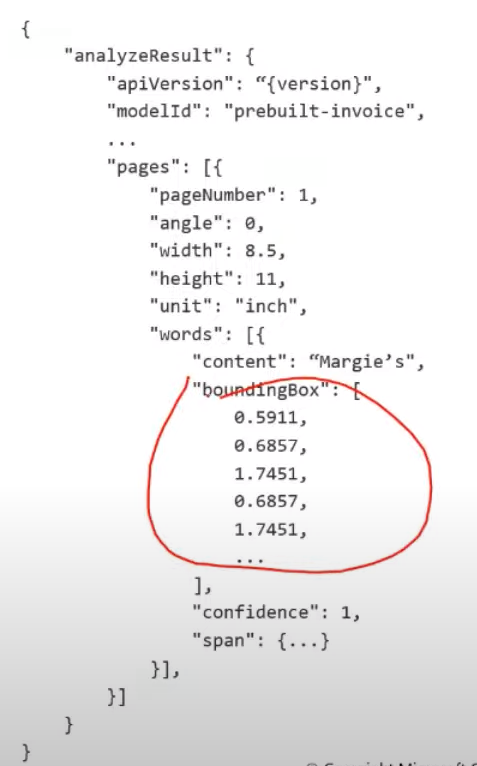 {
"analyzeResult": {
"apiVersion": “{version}",
"modelId": "prebuilt-invoice",
...
"pages": [{
"pageNumber": 1,
"angle": 0,
"width": 8.5,
"height": 11,
"unit": "inch",
"words": [{
"content": “Margie’s",
"boundingBox": [
0.5911,
0.6857,
1.7451,
0.6857,
1.7451,
...
],
"confidence": 1,
"span": {...}
}],
}]
}
}